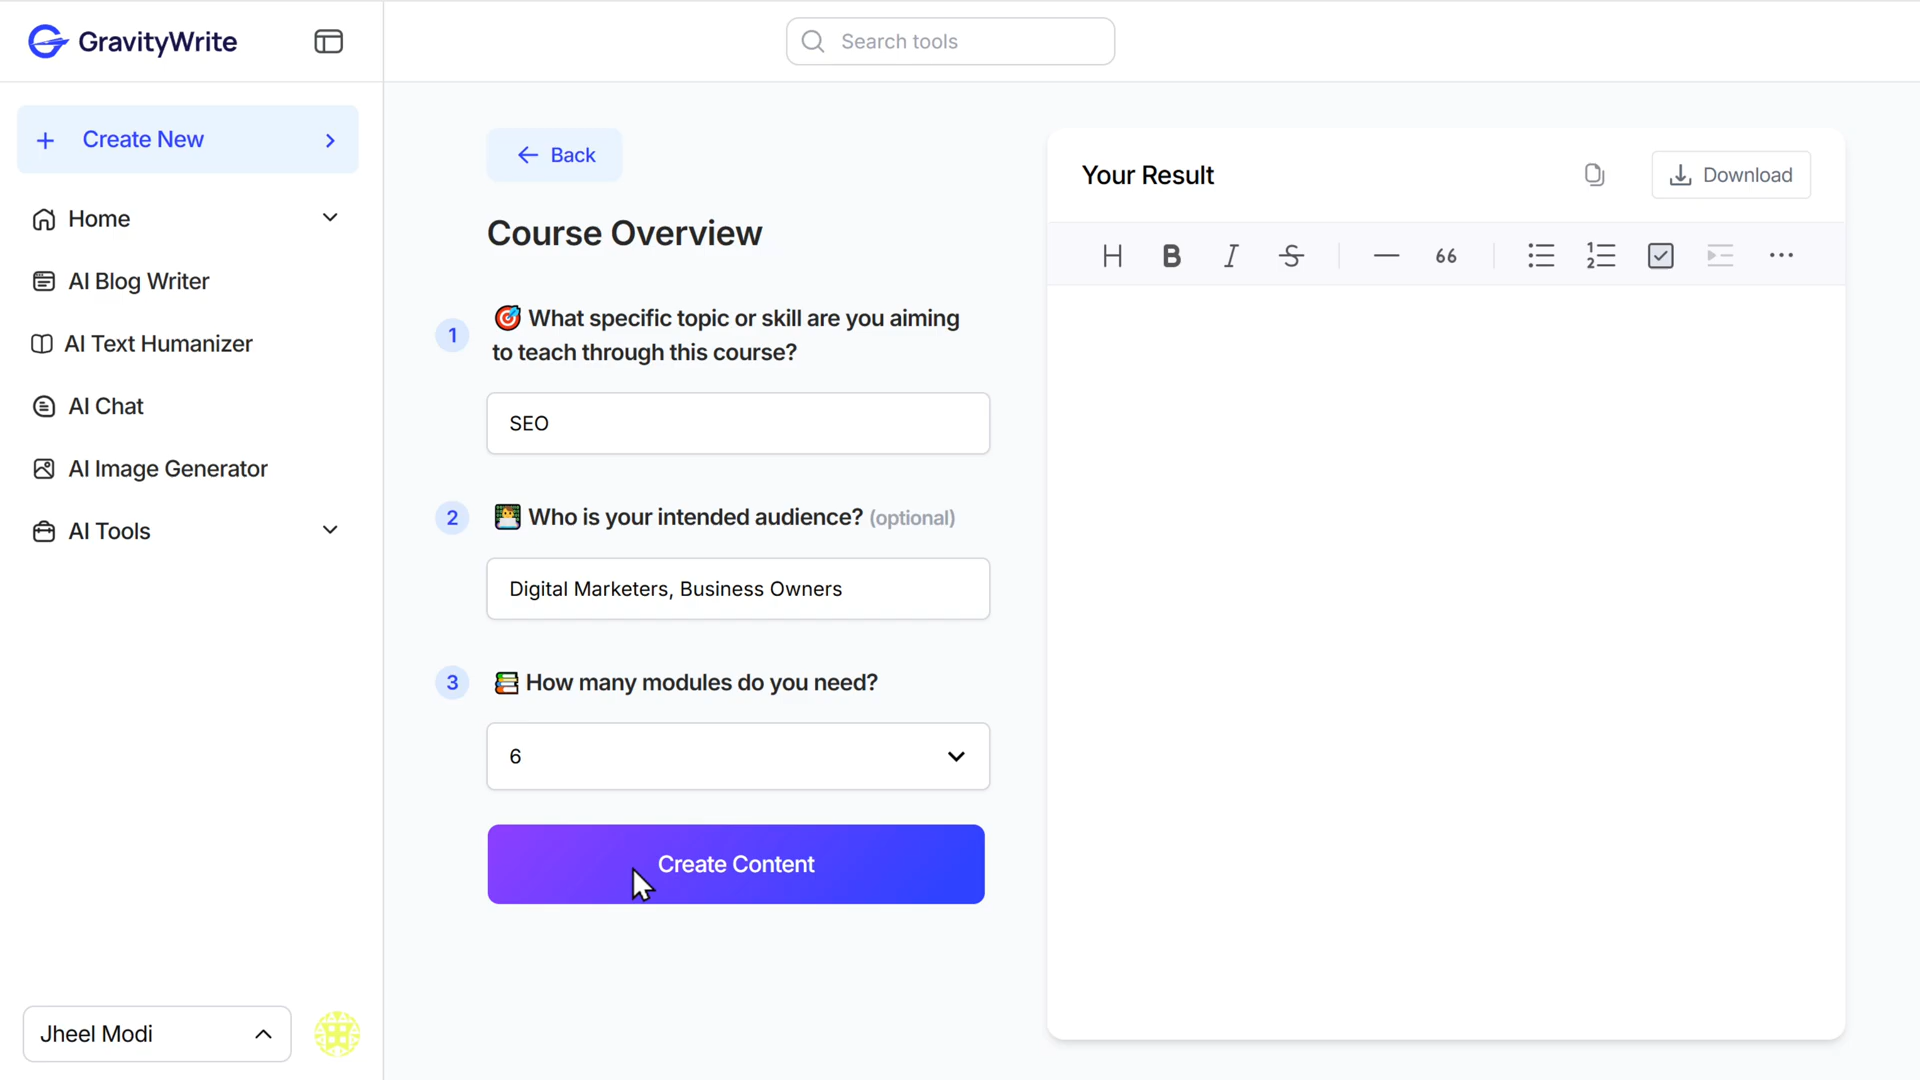 GravityWrite
Search tools
Create New
Home
AI Blog Writer
AI Text Humanizer
AI Chat
AI Image Generator
AI Tools
Jheel Modi
Back
Course Overview
1
🎯 What specific topic or skill are you aiming
to teach through this course?
SEO
2
👨‍💻 Who is your intended audience? (optional)
Digital Marketers, Business Owners
3
📚 How many modules do you need?
6
Create Content
Your Result
Download